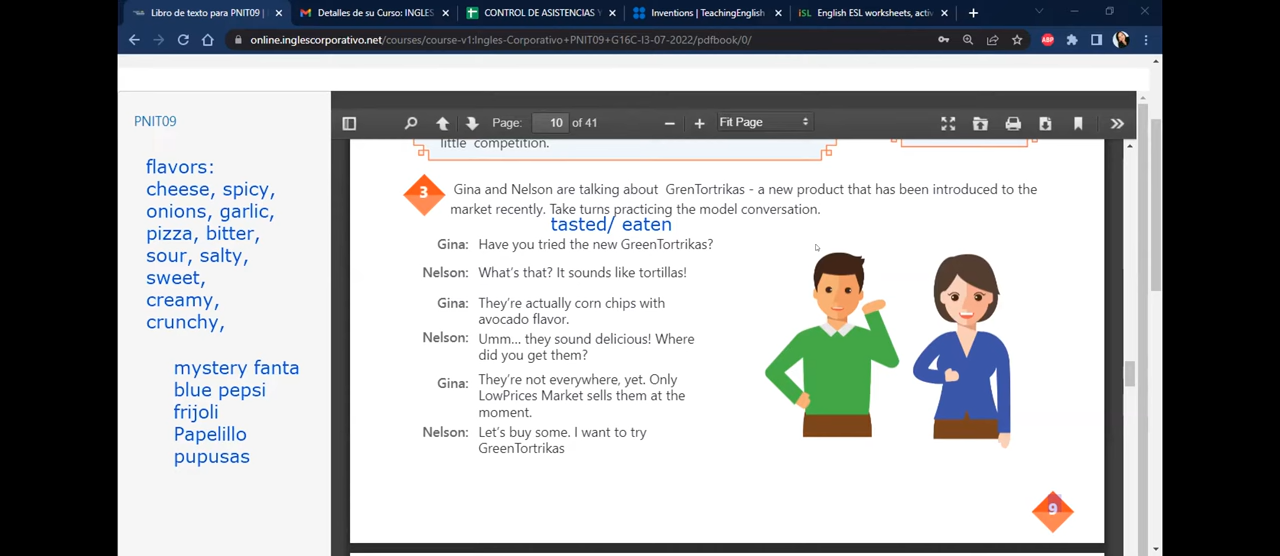 Libro de texto para PNIT09 |
Detalles de su Curso: INGLES
CONTROL DE ASISTENCIAS Y
Inventions | TeachingEnglish
English ESL worksheets, activ
online.inglescorporativo.net/courses/course-v1:Ingles-Corporativo+PNIT09+G16C-I3-07-2022/pdfbook/0/
ABP
PNIT09
Page: 10 of 41
Fit Page
flavors:
cheese, spicy,
onions, garlic,
pizza, bitter,
sour, salty,
sweet,
creamy,
crunchy,
mystery fanta
blue pepsi
frijoli
Papelillo
pupusas
little competition.
3
Gina and Nelson are talking about GrenTortrikas - a new product that has been introduced to the
market recently. Take turns practicing the model conversation.
tasted/ eaten
Gina: Have you tried the new GreenTortrikas?
Nelson: What's that? It sounds like tortillas!
Gina: They're actually corn chips with
avocado flavor.
Nelson: Umm... they sound delicious! Where
did you get them?
Gina: They're not everywhere, yet. Only
LowPrices Market sells them at the
moment.
Nelson: Let's buy some. I want to try
GreenTortrikas
9